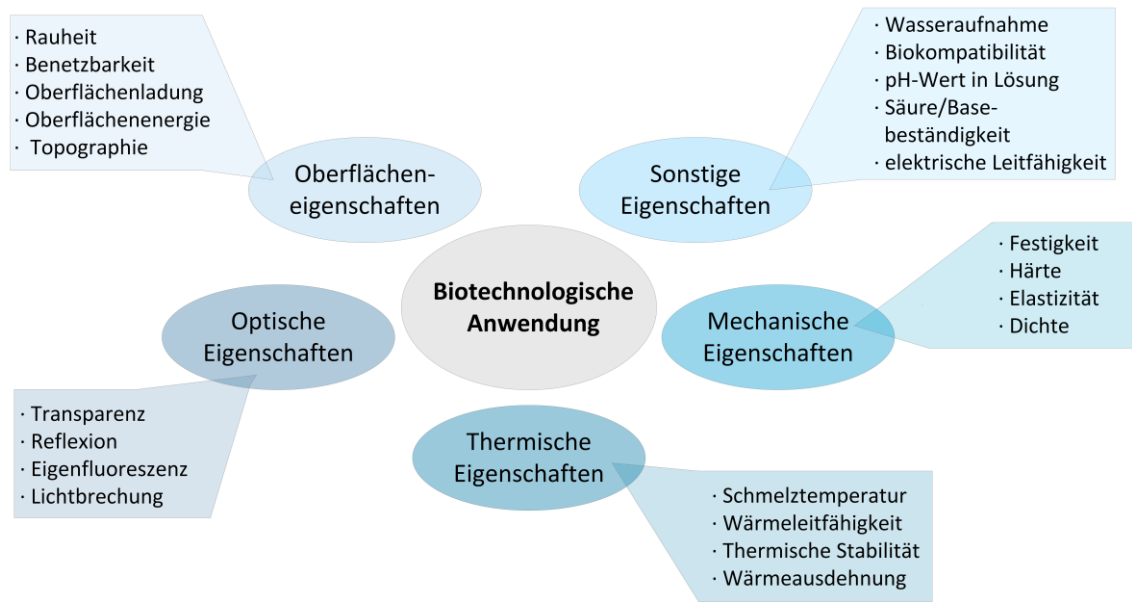 · Rauheit
· Benetzbarkeit
· Oberflächenladung
· Oberflächenenergie
· Topographie
Oberflächen-
eigenschaften
· Wasseraufnahme
· Biokompatibilität
· pH-Wert in Lösung
· Säure/Base-
beständigkeit
· elektrische Leitfähigkeit
Sonstige
Eigenschaften
Biotechnologische
Anwendung
· Festigkeit
· Härte
· Elastizität
· Dichte
Mechanische
Eigenschaften
Optische
Eigenschaften
· Transparenz
· Reflexion
· Eigenfluoreszenz
· Lichtbrechung
Thermische
Eigenschaften
· Schmelztemperatur
· Wärmeleitfähigkeit
· Thermische Stabilität
· Wärmeausdehnung